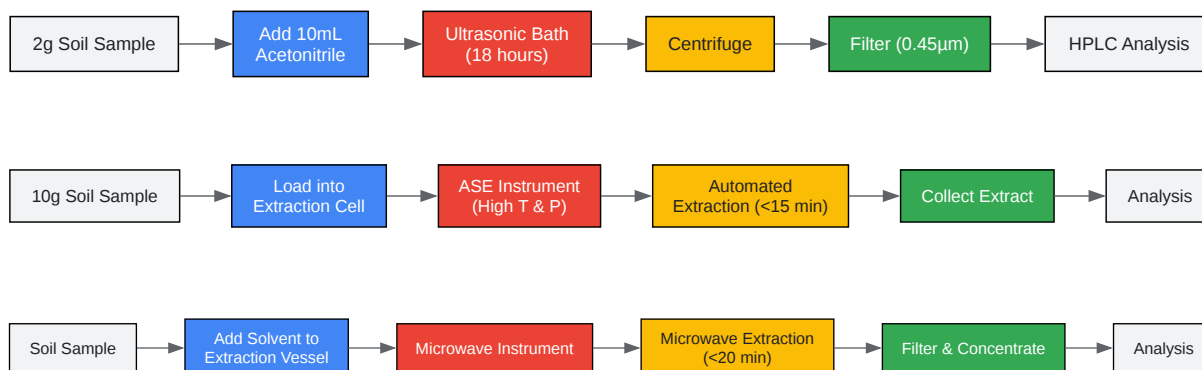 2g Soil Sample
Add 10mL
Acetonitrile
Ultrasonic Bath
(18 hours)
Centrifuge
Filter (0.45µm)
HPLC Analysis
10g Soil Sample
Load into
Extraction Cell
ASE Instrument
(High T & P)
Automated
Extraction (<15 min)
Collect Extract
Analysis
Soil Sample
Add Solvent to
Extraction Vessel
Microwave Instrument
Microwave Extraction
(<20 min)
Filter & Concentrate
Analysis